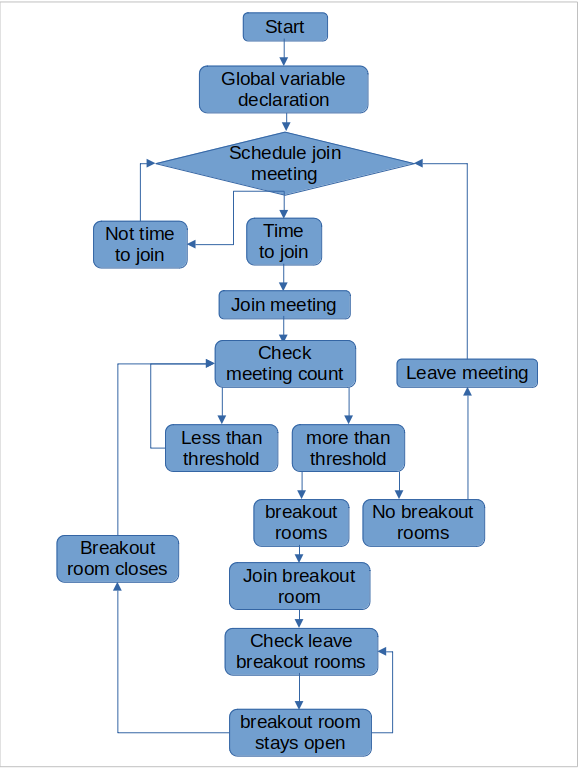 Start
Global variable
declaration
Schedule join
meeting
Not time
to join
Time
to join
Join meeting
Check
meeting count
Leave meeting
Less than
threshold
more than
threshold
breakout
rooms
No breakout
rooms
Breakout
room closes
Join breakout
room
Check leave
breakout rooms
breakout room
stays open